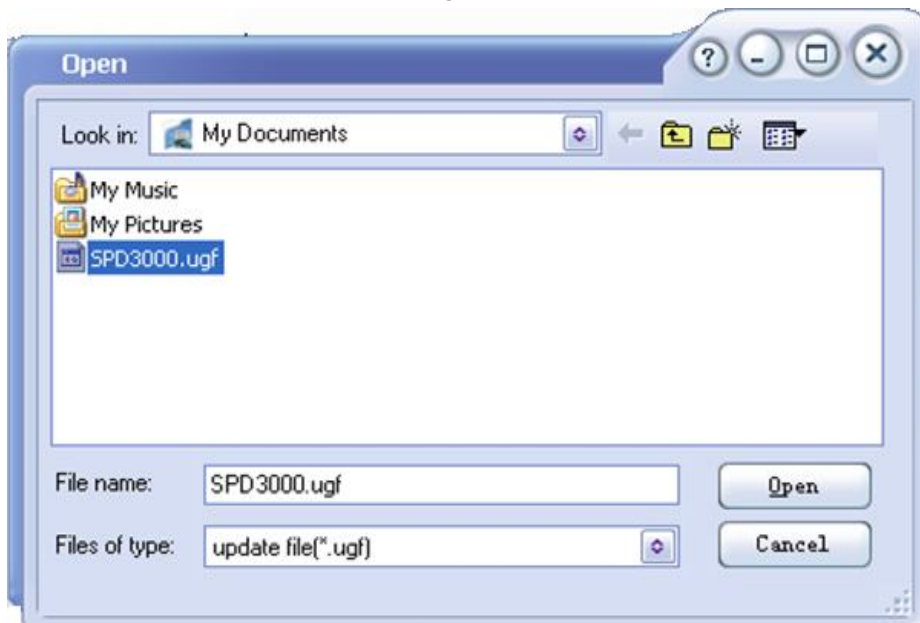 Open
?
Look in: My Documents
My Music
My Pictures
SPD3000.ugf
File name: SPD3000.ugf Open
Files of type: update file(*.ugf) Cancel